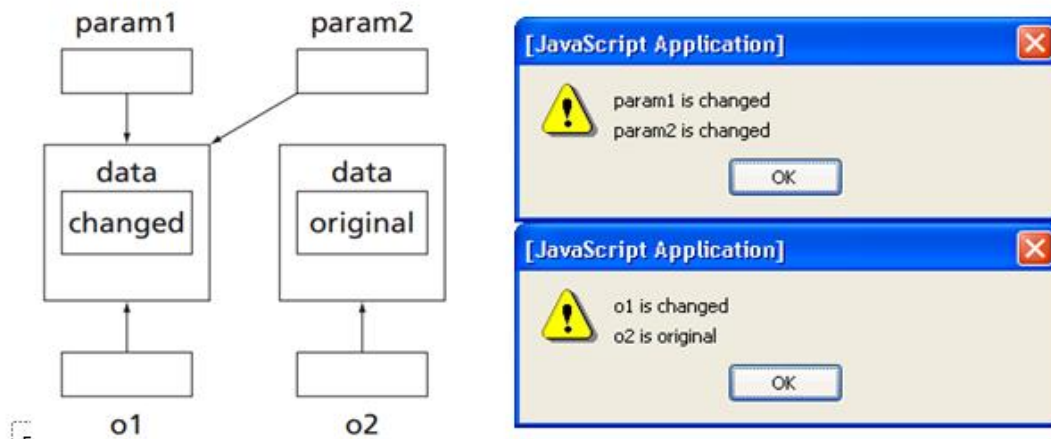 param1 param2
data data
changed original
o1 o2
[JavaScript Application]
param1 is changed
param2 is changed
OK
[JavaScript Application]
o1 is changed
o2 is original
OK